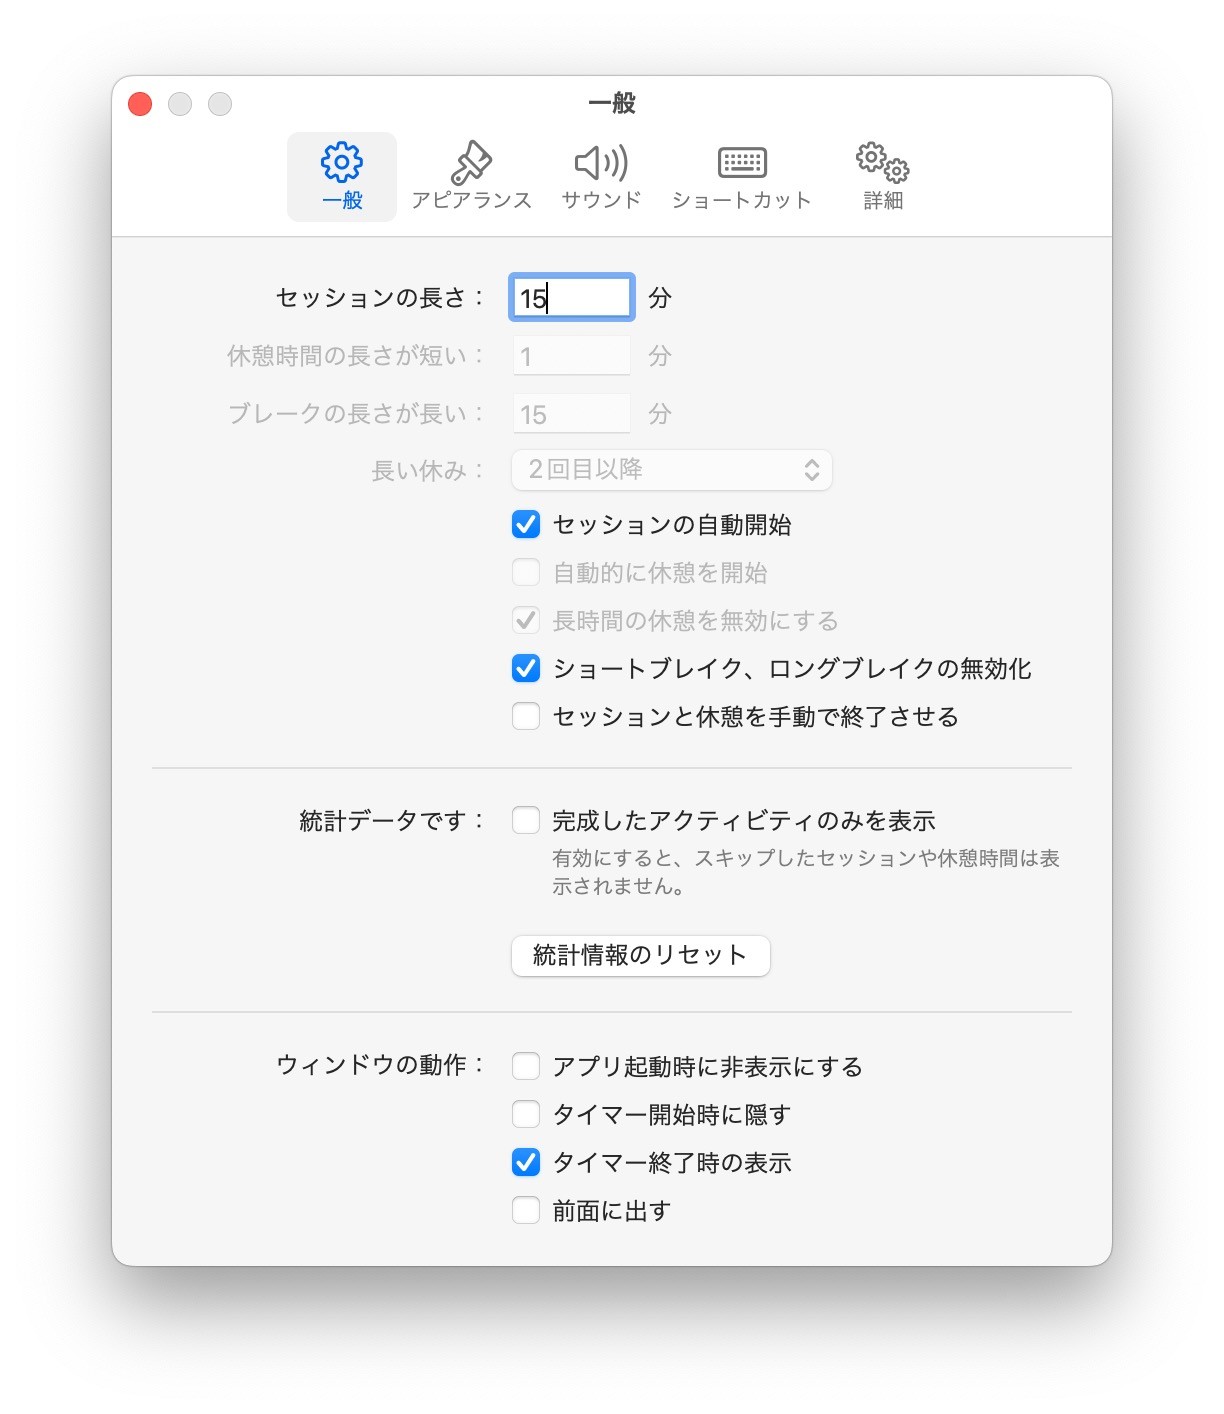 一般
一般 アピアランス サウンド ショートカット 詳細
セッションの長さ： 15 分
休憩時間の長さが短い： 1 分
ブレークの長さが長い： 15 分
長い休み： 2回目以降
セッションの自動開始
自動的に休憩を開始
長時間の休憩を無効にする
ショートブレイク、ロングブレイクの無効化
セッションと休憩を手動で終了させる
統計データです： 完成したアクティビティのみを表示
有効にすると、スキップしたセッションや休憩時間は表
示されません。
統計情報のリセット
ウィンドウの動作： アプリ起動時に非表示にする
タイマー開始時に隠す
タイマー終了時の表示
前面に出す